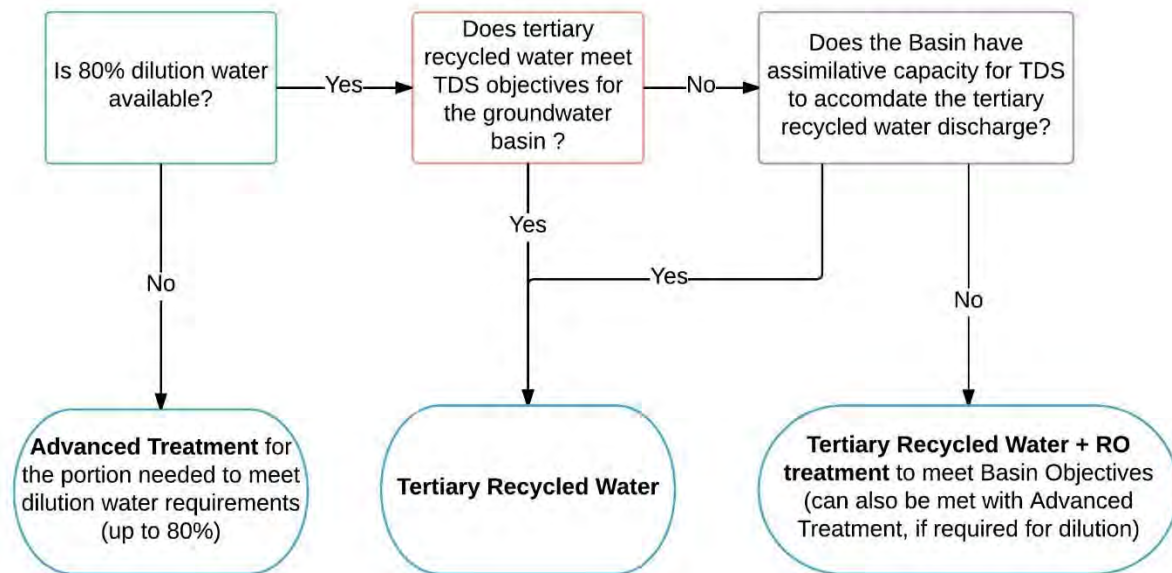 Is 80% dilution water
available?
Yes
Does tertiary
recycled water meet
TDS objectives for
the groundwater
basin ?
No
Does the Basin have
assimilative capacity for TDS
to accomdate the tertiary
recycled water discharge?
No
Yes
Yes
No
Advanced Treatment for
the portion needed to meet
dilution water requirements
(up to 80%)
Tertiary Recycled Water
Tertiary Recycled Water + RO
treatment to meet Basin Objectives
(can also be met with Advanced
Treatment, if required for dilution)